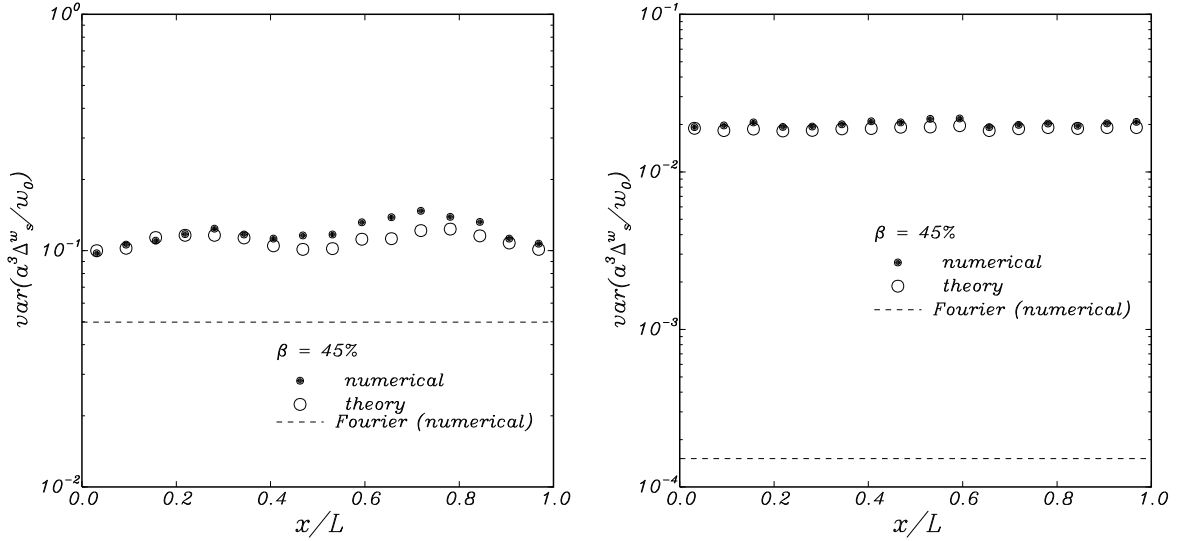 10^0
10^-1
10^-2
var(a^3 Δ^w_s/w_0)
0.0 0.2 0.4 0.6 0.8 1.0
x/L
β = 45%
numerical
theory
Fourier (numerical)
10^-1
10^-2
10^-3
10^-4
var(a^3 Δ^w_s/w_0)
0.0 0.2 0.4 0.6 0.8 1.0
x/L
β = 45%
numerical
theory
Fourier (numerical)